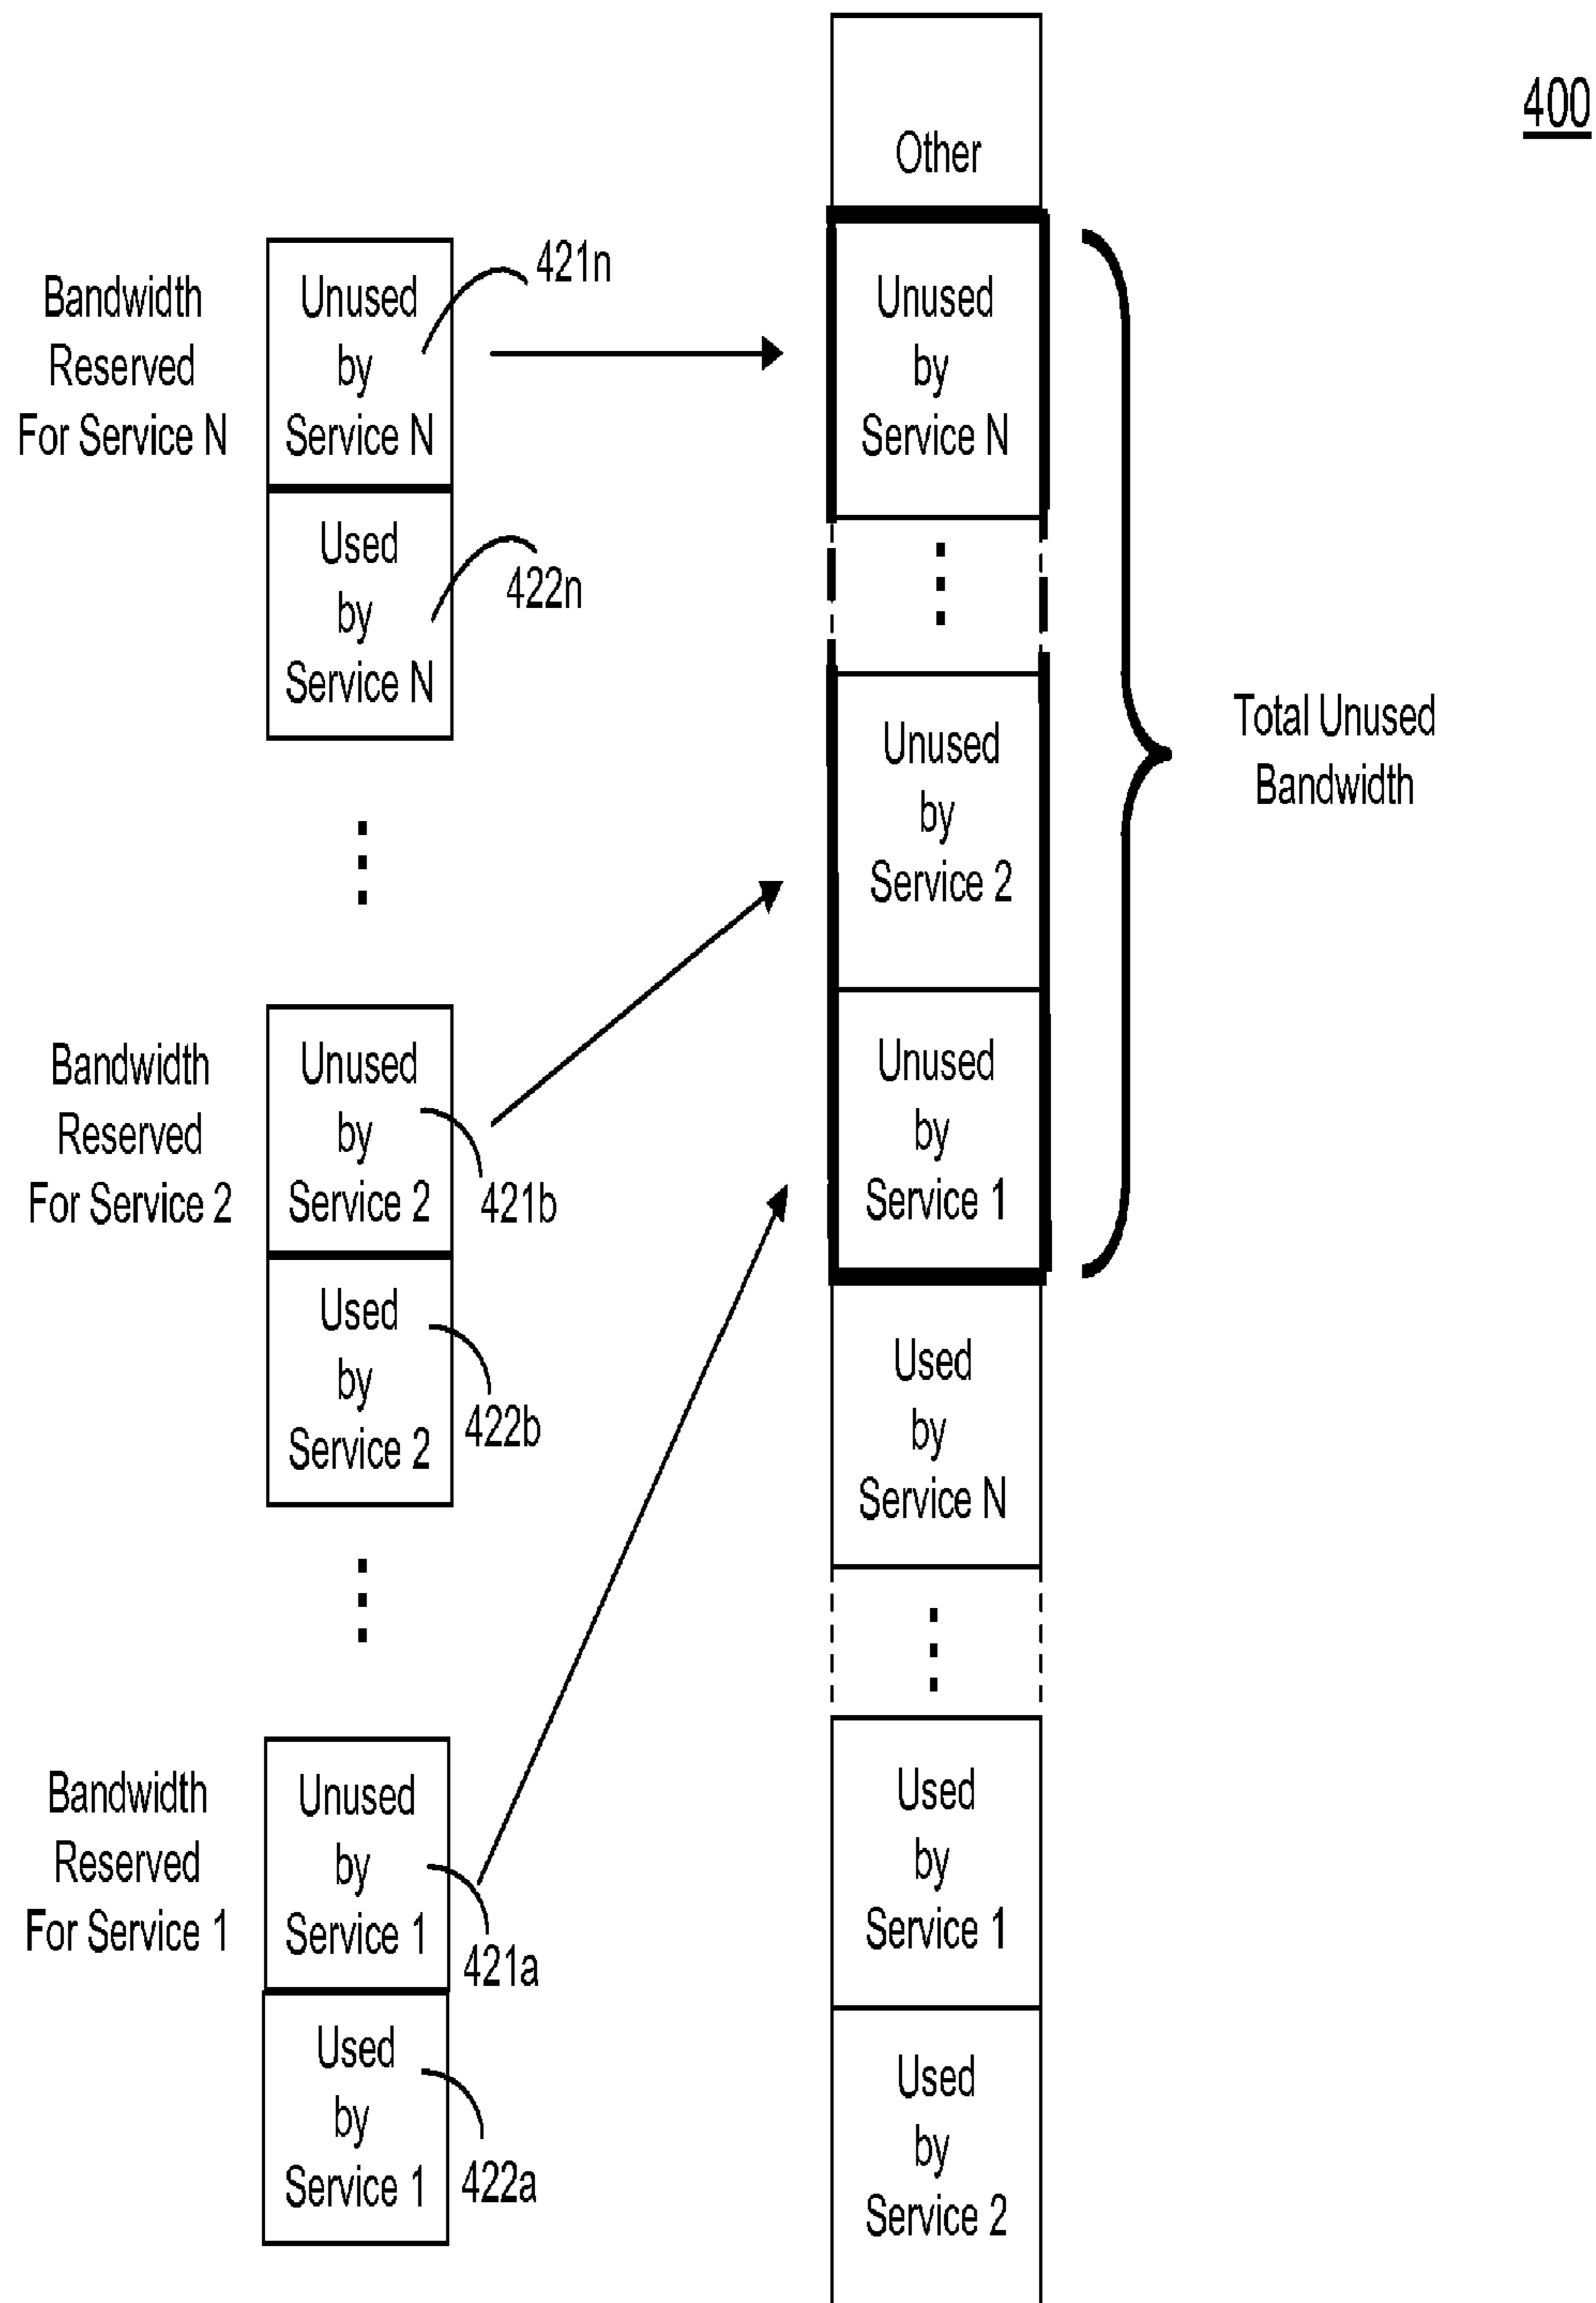 400
Other
Bandwidth
Reserved
For Service N
Unused
by
Service N
421n
Used
by
Service N
422n
Unused
by
Service N
Unused
by
Service 2
Total Unused
Bandwidth
Bandwidth
Reserved
For Service 2
Unused
by
Service 2
421b
Used
by
Service 2
422b
Unused
by
Service 1
Used
by
Service N
Bandwidth
Reserved
For Service 1
Unused
by
Service 1
421a
Used
by
Service 1
422a
Used
by
Service 1
Used
by
Service 2